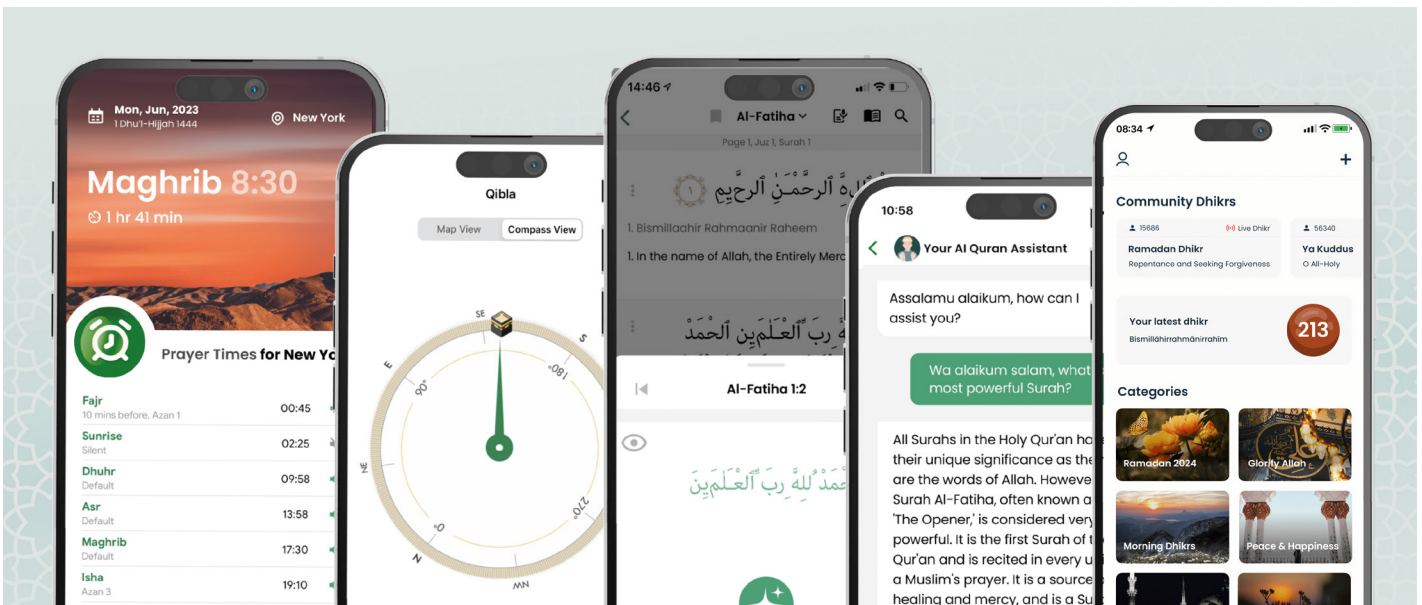 Mon, Jun, 2023
1 Dhu'l-Hijjah 1444
New York
Maghrib 8:30
1 hr 41 min
Prayer Times for New Yo
Fajr
10 mins before, Azan 1
00:45
Sunrise
Silent
02:25
Dhuhr
Default
09:58
Asr
Default
13:58
Maghrib
Default
17:30
Isha
Azan 3
19:10
Qibla
Map View
Compass View
SE
S
E
180°
90°
NE
0°
270°
N
NW
14:46
Al-Fatiha
Page 1, Juz 1, Surah 1
ٱلرَّحْمَـٰنِ ٱلرَّحِيمِ ١
1. Bismillaahir Rahmaanir Raheem
1. In the name of Allah, the Entirely Merc
رَبِّ ٱلْعَـٰلَمِينَ
Al-Fatiha 1:2
رَبِّ ٱلْعَـٰلَمِينَ
10:58
Your AI Quran Assistant
Assalamu alaikum, how can I
assist you?
Wa alaikum salam, what
most powerful Surah?
All Surahs in the Holy Qur'an ha
their unique significance as the
are the words of Allah. Howeve
Surah Al-Fatiha, often known a
'The Opener,' is considered very
powerful. It is the first Surah of t
Qur'an and is recited in every u
a Muslim's prayer. It is a source
healing and mercy, and is a Su
08:34
+
Community Dhikrs
15686
Live Dhikr
Ramadan Dhikr
Repentance and Seeking Forgiveness
56340
Ya Kuddus
O All-Holy
Your latest dhikr
Bismillâhirrahmânirrahîm
213
Categories
Ramadan 2024
Glorify Allah
Morning Dhikrs
Peace & Happiness